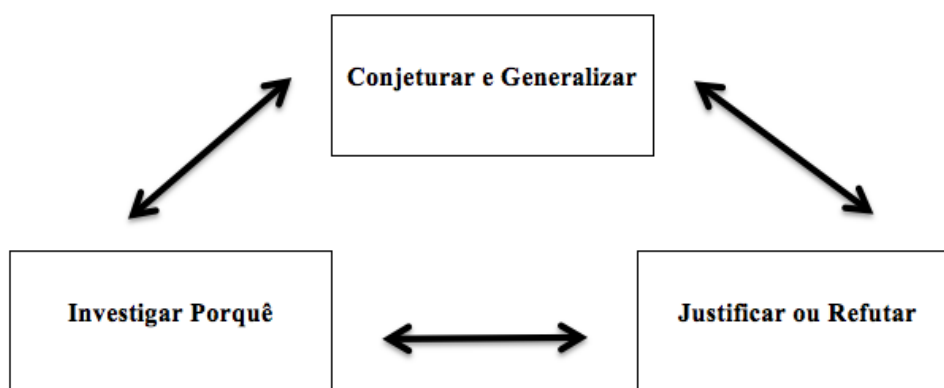 Conjeturar e Generalizar
Investigar Porquê
Justificar ou Refutar